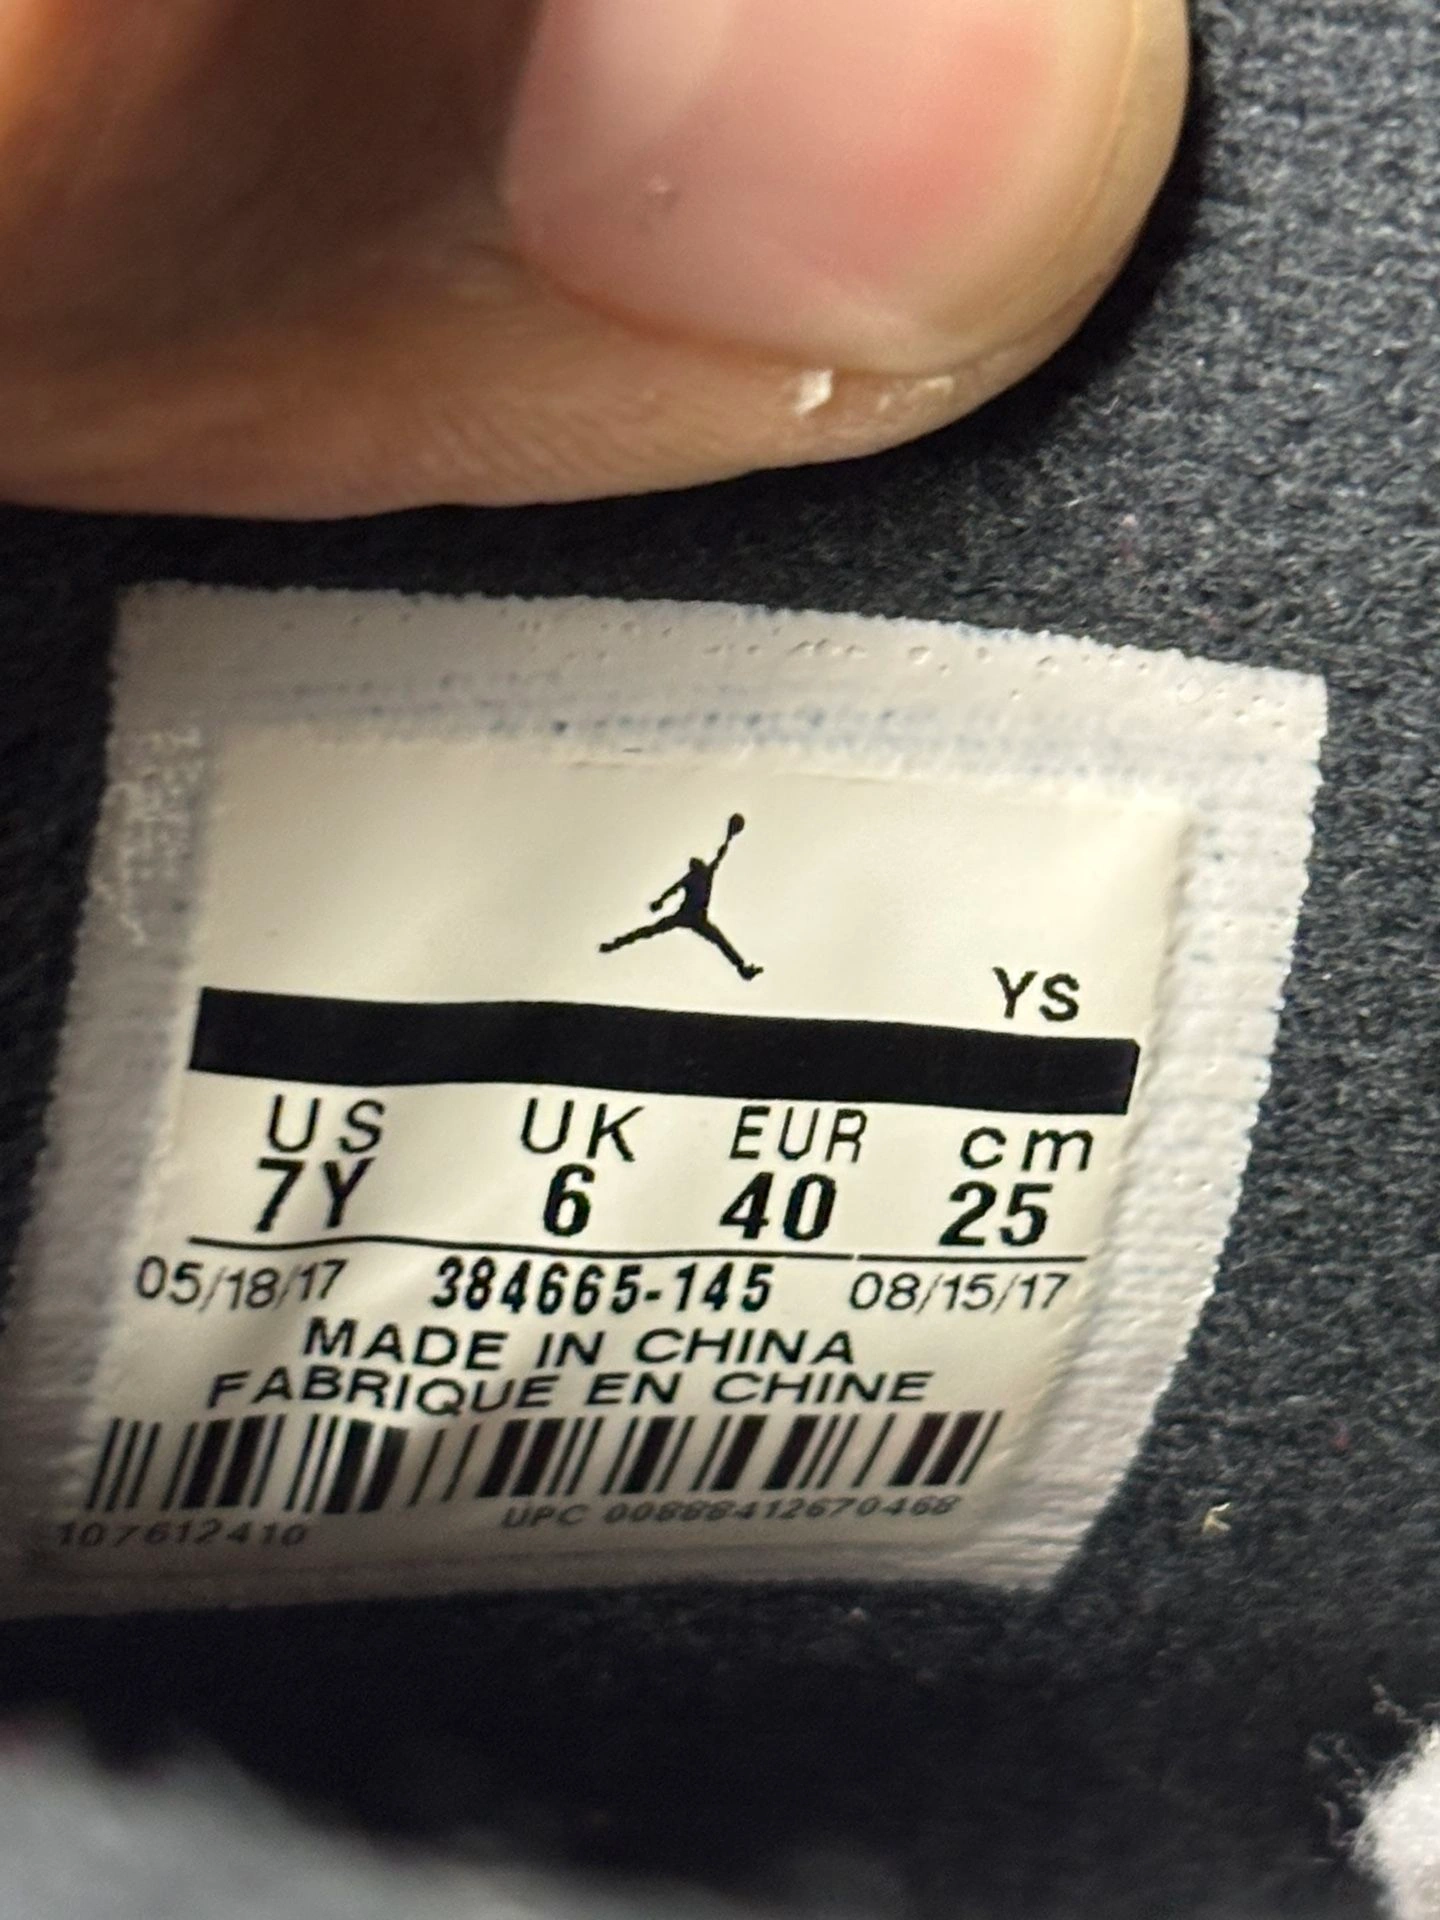 YS
US UK EUR cm
7Y 6 40 25
05/18/17 384665-145 08/15/17
MADE IN CHINA
FABRIQUE EN CHINE
107612410 UPC 00888412670468